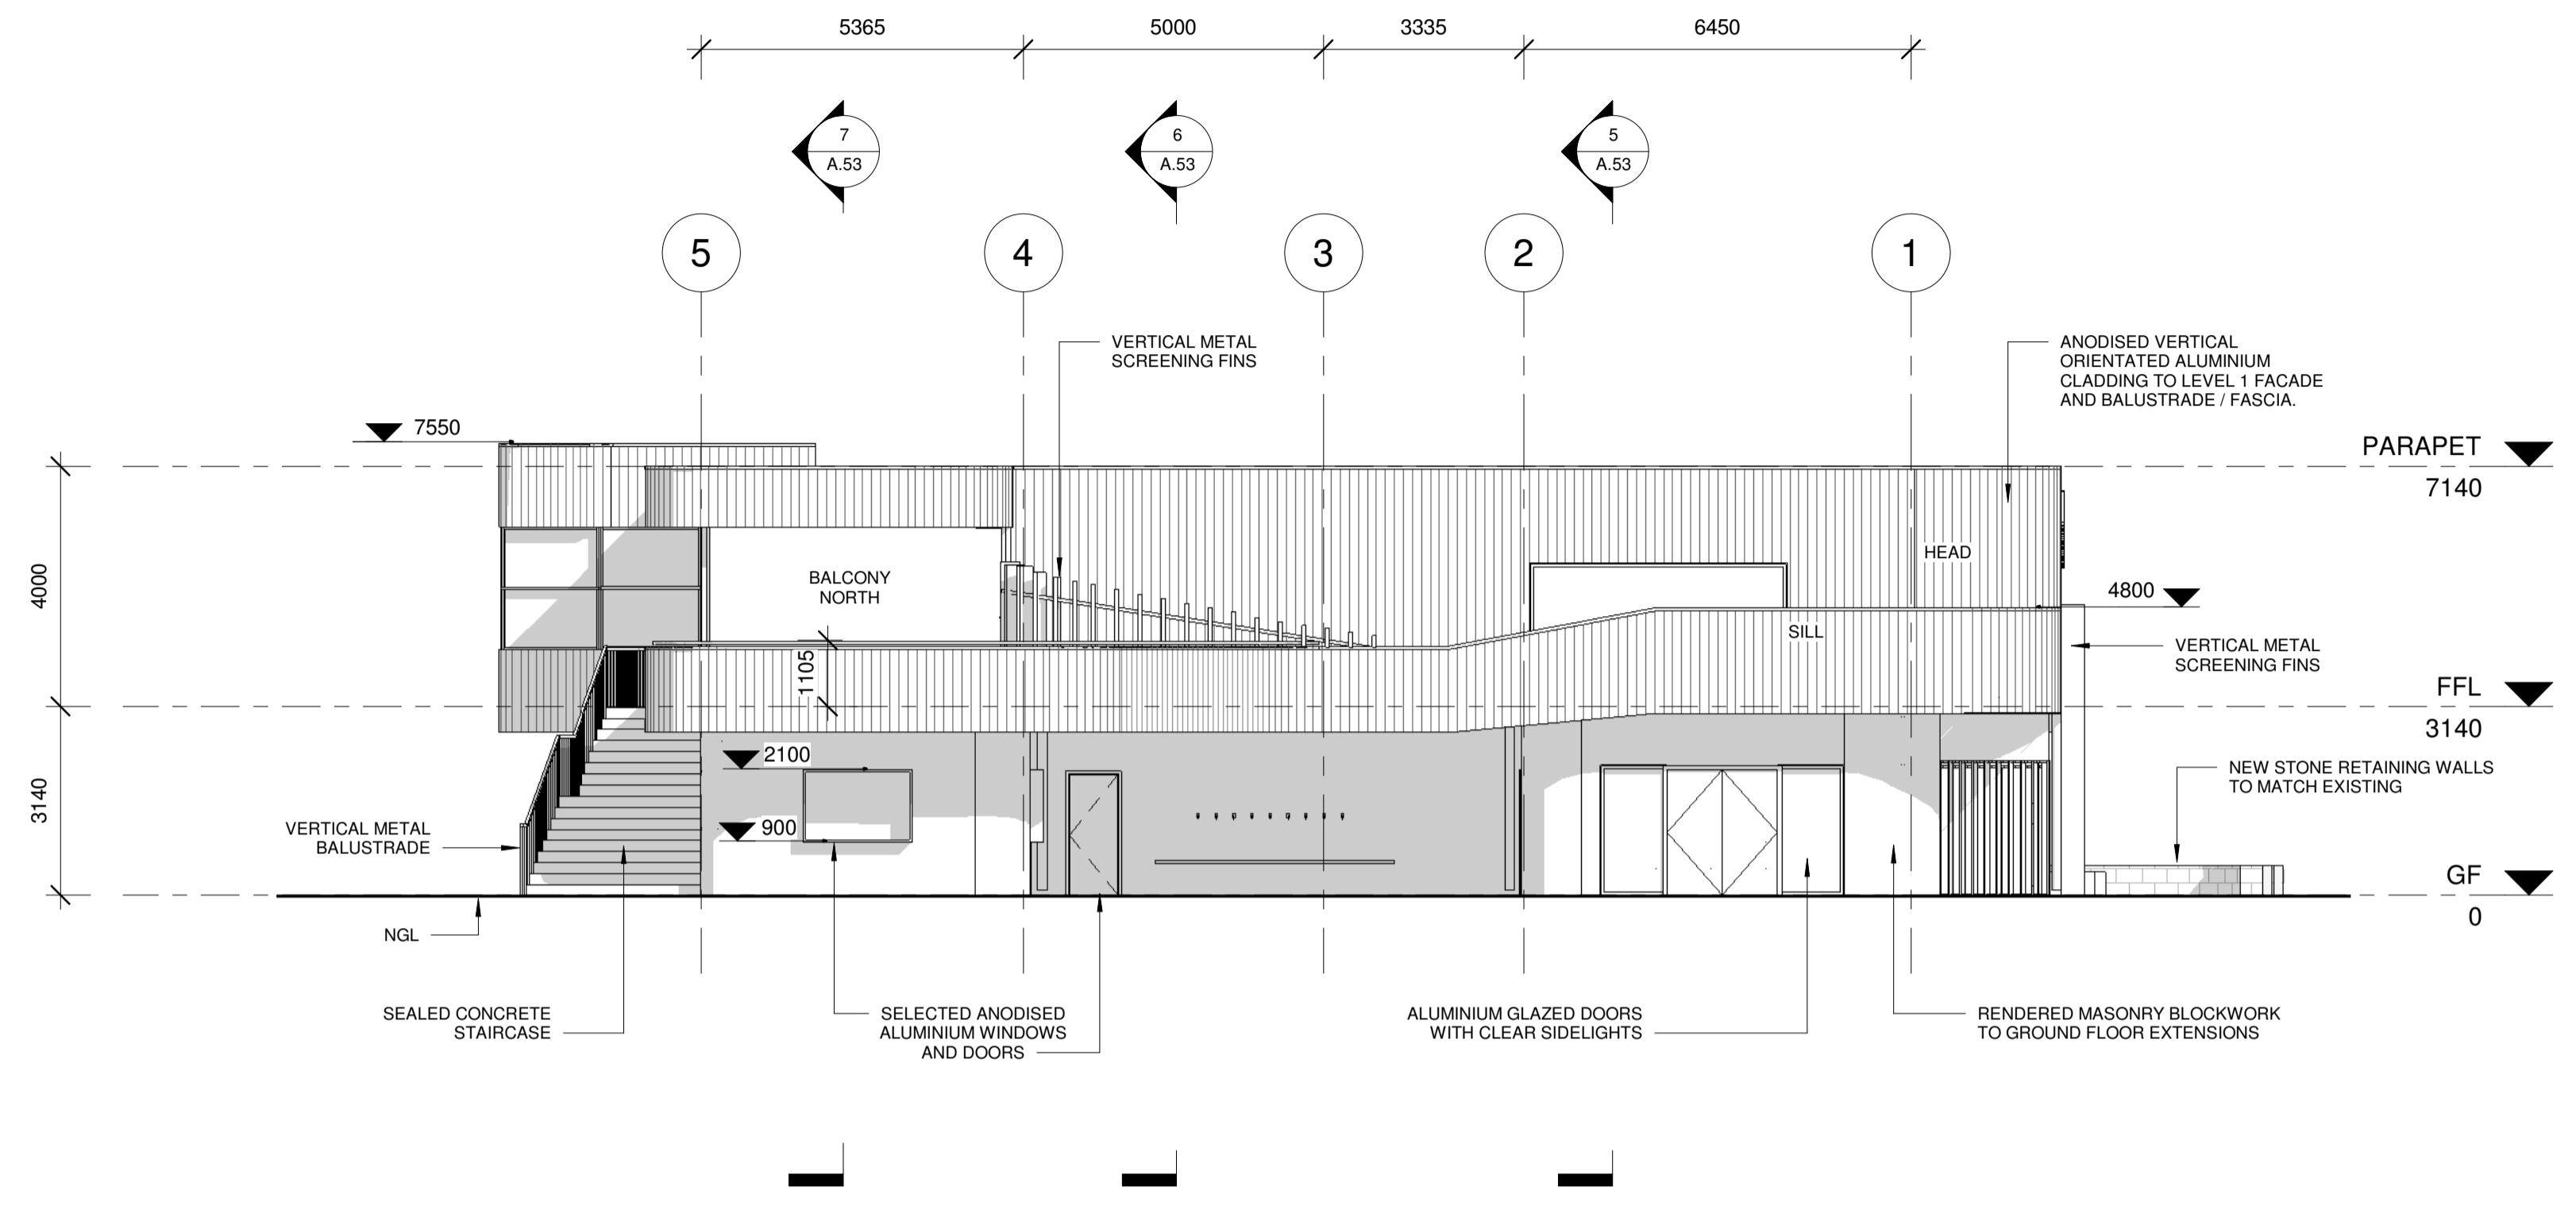 5365
5000
3335
6450
7
A.53
6
A.53
5
A.53
5
4
3
2
1
VERTICAL METAL
SCREENING FINS
ANODISED VERTICAL
ORIENTATED ALUMINIUM
CLADDING TO LEVEL 1 FACADE
AND BALUSTRADE / FASCIA.
7550
PARAPET
7140
HEAD
BALCONY
NORTH
4000
4800
SILL
VERTICAL METAL
SCREENING FINS
1105
FFL
3140
2100
NEW STONE RETAINING WALLS
TO MATCH EXISTING
3140
900
VERTICAL METAL
BALUSTRADE
GF
0
NGL
SEALED CONCRETE
STAIRCASE
SELECTED ANODISED
ALUMINIUM WINDOWS
AND DOORS
ALUMINIUM GLAZED DOORS
WITH CLEAR SIDELIGHTS
RENDERED MASONRY BLOCKWORK
TO GROUND FLOOR EXTENSIONS